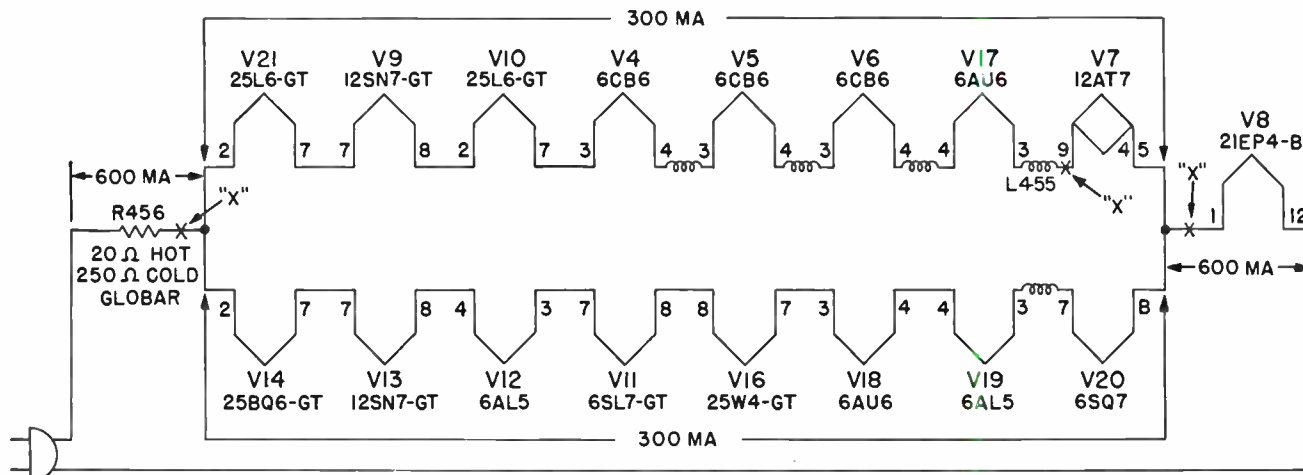 300 MA
V21 V9 V10 V4 V5 V6 V17 V7
25L6-GT 12SN7-GT 25L6-GT 6CB6 6CB6 6CB6 6AU6 12AT7
V8
21EP4-B
2 7 7 8 2 7 3 4 3 4 3 4 4 3 9 4 5
L455
600 MA
"X" "X" "X"
R456
1 12
20 Ω HOT
250 Ω COLD
GLOBAR
600 MA
2 7 7 8 4 3 7 8 8 7 3 4 4 3 7 8
V14 V13 V12 V11 V16 V18 V19 V20
25BQ6-GT 12SN7-GT 6AL5 6SL7-GT 25W4-GT 6AU6 6AL5 6SQ7
300 MA